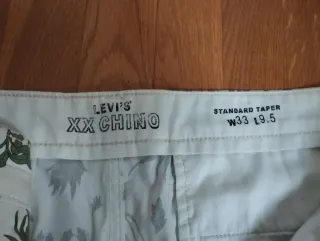 LEVI'S
XX CHINO
STANDARD TAPER
W33 L9.5